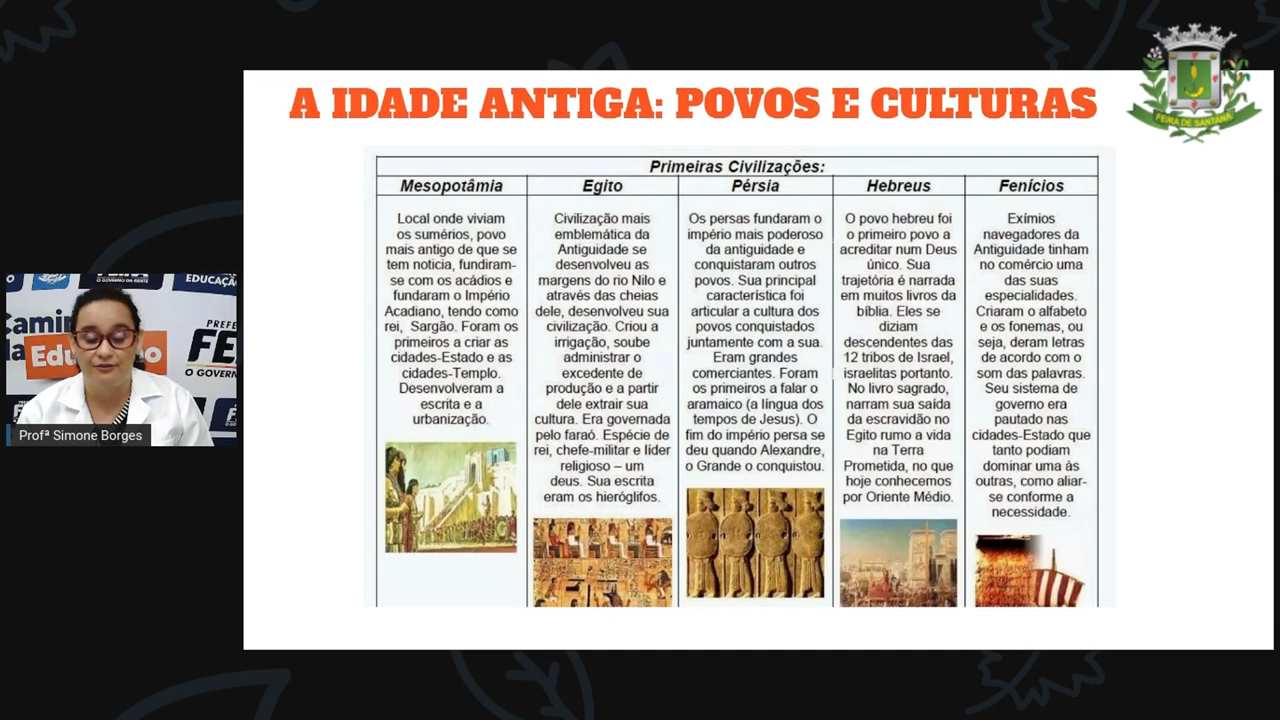 A IDADE ANTIGA: POVOS E CULTURAS
FEIRA DE SANTANA
Primeiras Civilizações:
Mesopotâmia
Local onde viviam
os sumérios, povo
mais antigo de que se
tem noticia, fundiram-
se com os acádios e
fundaram o Império
Acadiano, tendo como
rei, Sargão. Foram os
primeiros a criar as
cidades-Estado e as
cidades-Templo.
Desenvolveram a
escrita e a
urbanização.
Egito
Civilização mais
emblemática da
Antiguidade se
desenvolveu as
margens do rio Nilo e
através das cheias
dele, desenvolveu sua
civilização. Criou a
irrigação, soube
administrar o
excedente de
produção e a partir
dele extrair sua
cultura. Era governada
pelo faraó. Espécie de
rei, chefe-militar e líder
religioso – um
deus. Sua escrita
eram os hieróglifos.
Pérsia
Os persas fundaram o
império mais poderoso
da antiguidade e
conquistaram outros
povos. Sua principal
característica foi
articular a cultura dos
povos conquistados
juntamente com a sua.
Eram grandes
comerciantes. Foram
os primeiros a falar o
aramaico (a língua dos
tempos de Jesus). O
fim do império persa se
deu quando Alexandre,
o Grande o conquistou.
Hebreus
O povo hebreu foi
o primeiro povo a
acreditar num Deus
único. Sua
trajetória é narrada
em muitos livros da
bíblia. Eles se
diziam
descendentes das
12 tribos de Israel,
israelitas portanto.
No livro sagrado,
narram sua saída
da escravidão no
Egito rumo a vida
na Terra
Prometida, no que
hoje conhecemos
por Oriente Médio.
Fenícios
Exímios
navegadores da
Antiguidade tinham
no comércio uma
das suas
especialidades.
Criaram o alfabeto
e os fonemas, ou
seja, deram letras
de acordo com o
som das palavras.
Seu sistema de
governo era
pautado nas
cidades-Estado que
tanto podiam
dominar uma às
outras, como aliar-
se conforme a
necessidade.
EDUCAÇÃO
O GOVERNO
Profª Simone Borges